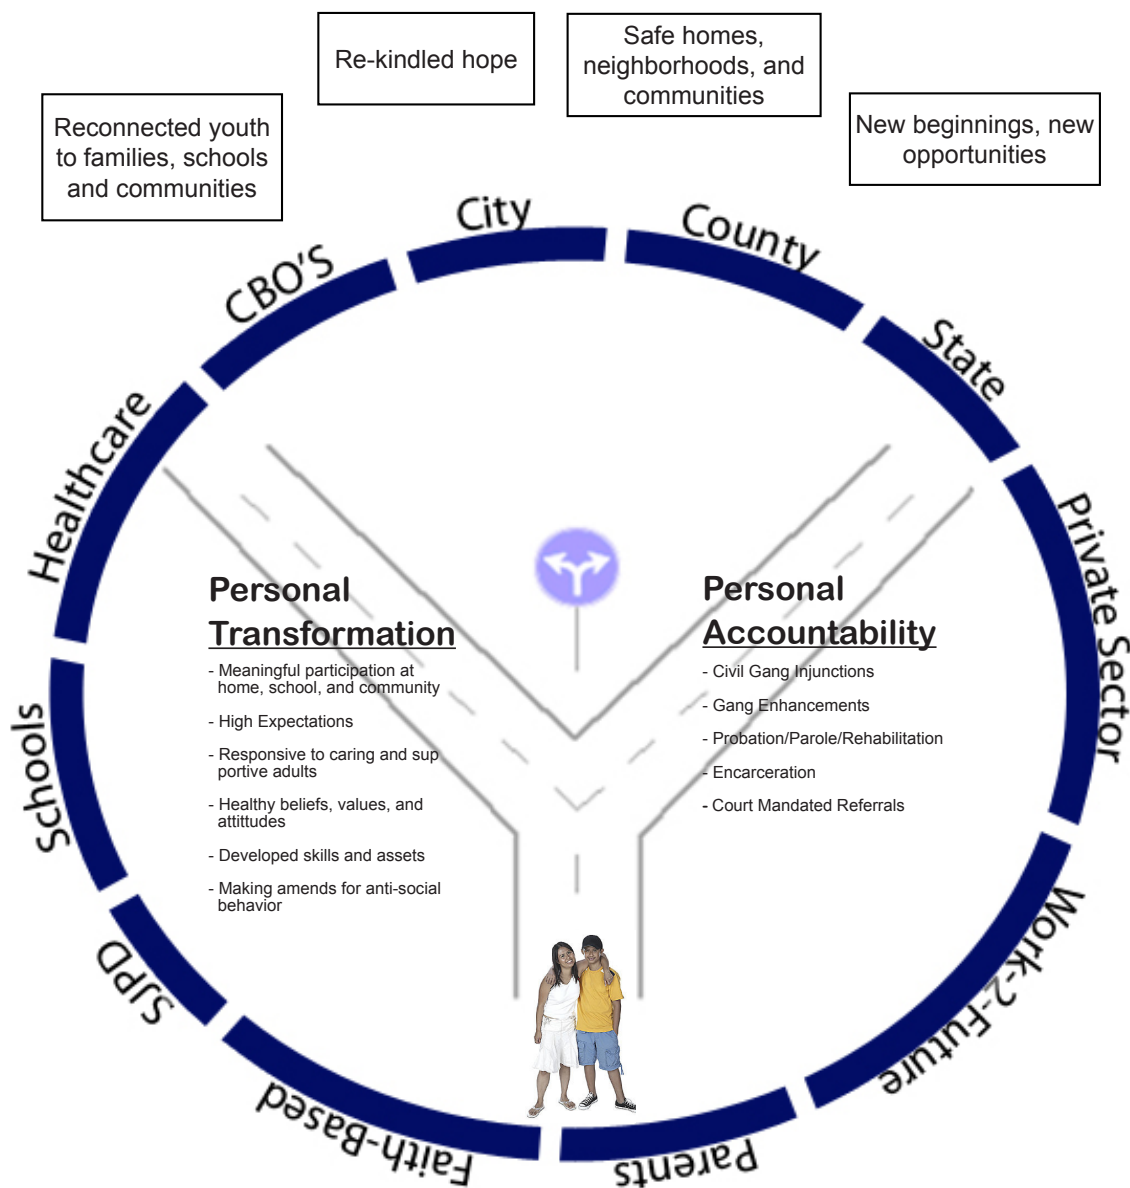 Re-kindled hope
Safe homes,
neighborhoods, and
communities
Reconnected youth
to families, schools
and communities
New beginnings, new
opportunities
City
County
CBO'S
State
Healthcare
Private Sector
Schools
Work-2-Future
SJPD
Faith-Based
Parents
Personal
Transformation
- Meaningful participation at
home, school, and community
- High Expectations
- Responsive to caring and sup
portive adults
- Healthy beliefs, values, and
attittudes
- Developed skills and assets
- Making amends for anti-social
behavior
Personal
Accountability
- Civil Gang Injunctions
- Gang Enhancements
- Probation/Parole/Rehabilitation
- Encarceration
- Court Mandated Referrals